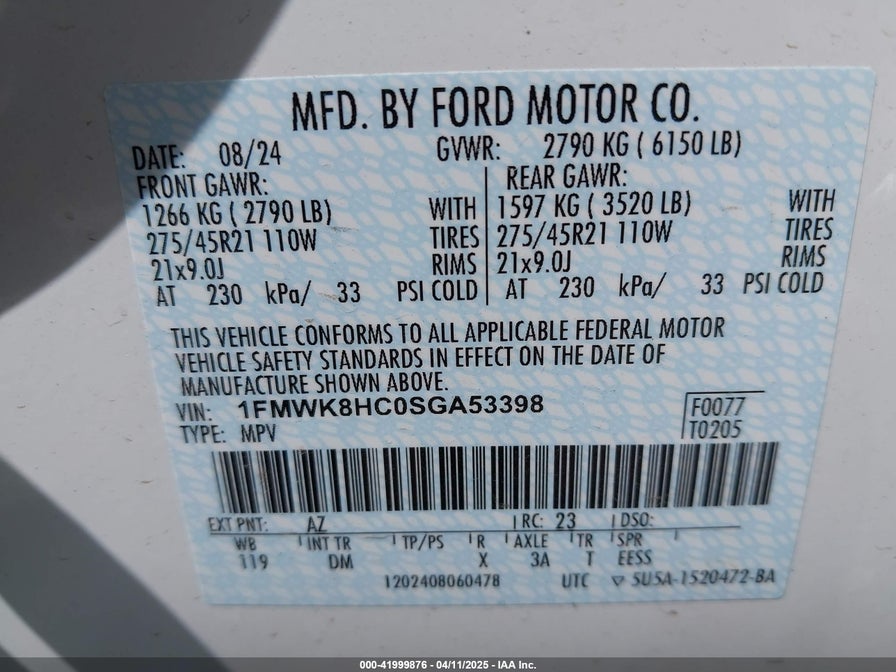 MFD. BY FORD MOTOR CO.
DATE: 08/24 GVWR: 2790 KG ( 6150 LB)
FRONT GAWR: REAR GAWR:
1266 KG ( 2790 LB) WITH 1597 KG ( 3520 LB) WITH
275/45R21 110W TIRES 275/45R21 110W TIRES
21x9.0J RIMS 21x9.0J RIMS
AT 230 kPa/ 33 PSI COLD AT 230 kPa/ 33 PSI COLD
THIS VEHICLE CONFORMS TO ALL APPLICABLE FEDERAL MOTOR
VEHICLE SAFETY STANDARDS IN EFFECT ON THE DATE OF
MANUFACTURE SHOWN ABOVE.
VIN: 1FMWK8HC0SGA53398 F0077
TYPE: MPV T0205
EXT PNT: AZ RC: 23 DSO:
WB INT TR TP/PS R AXLE TR SPR
119 DM X 3A T EESS
1202408060478 UTC ▽ SU5A-1520472-BA
000-41999876 - 04/11/2025 - IAA Inc.